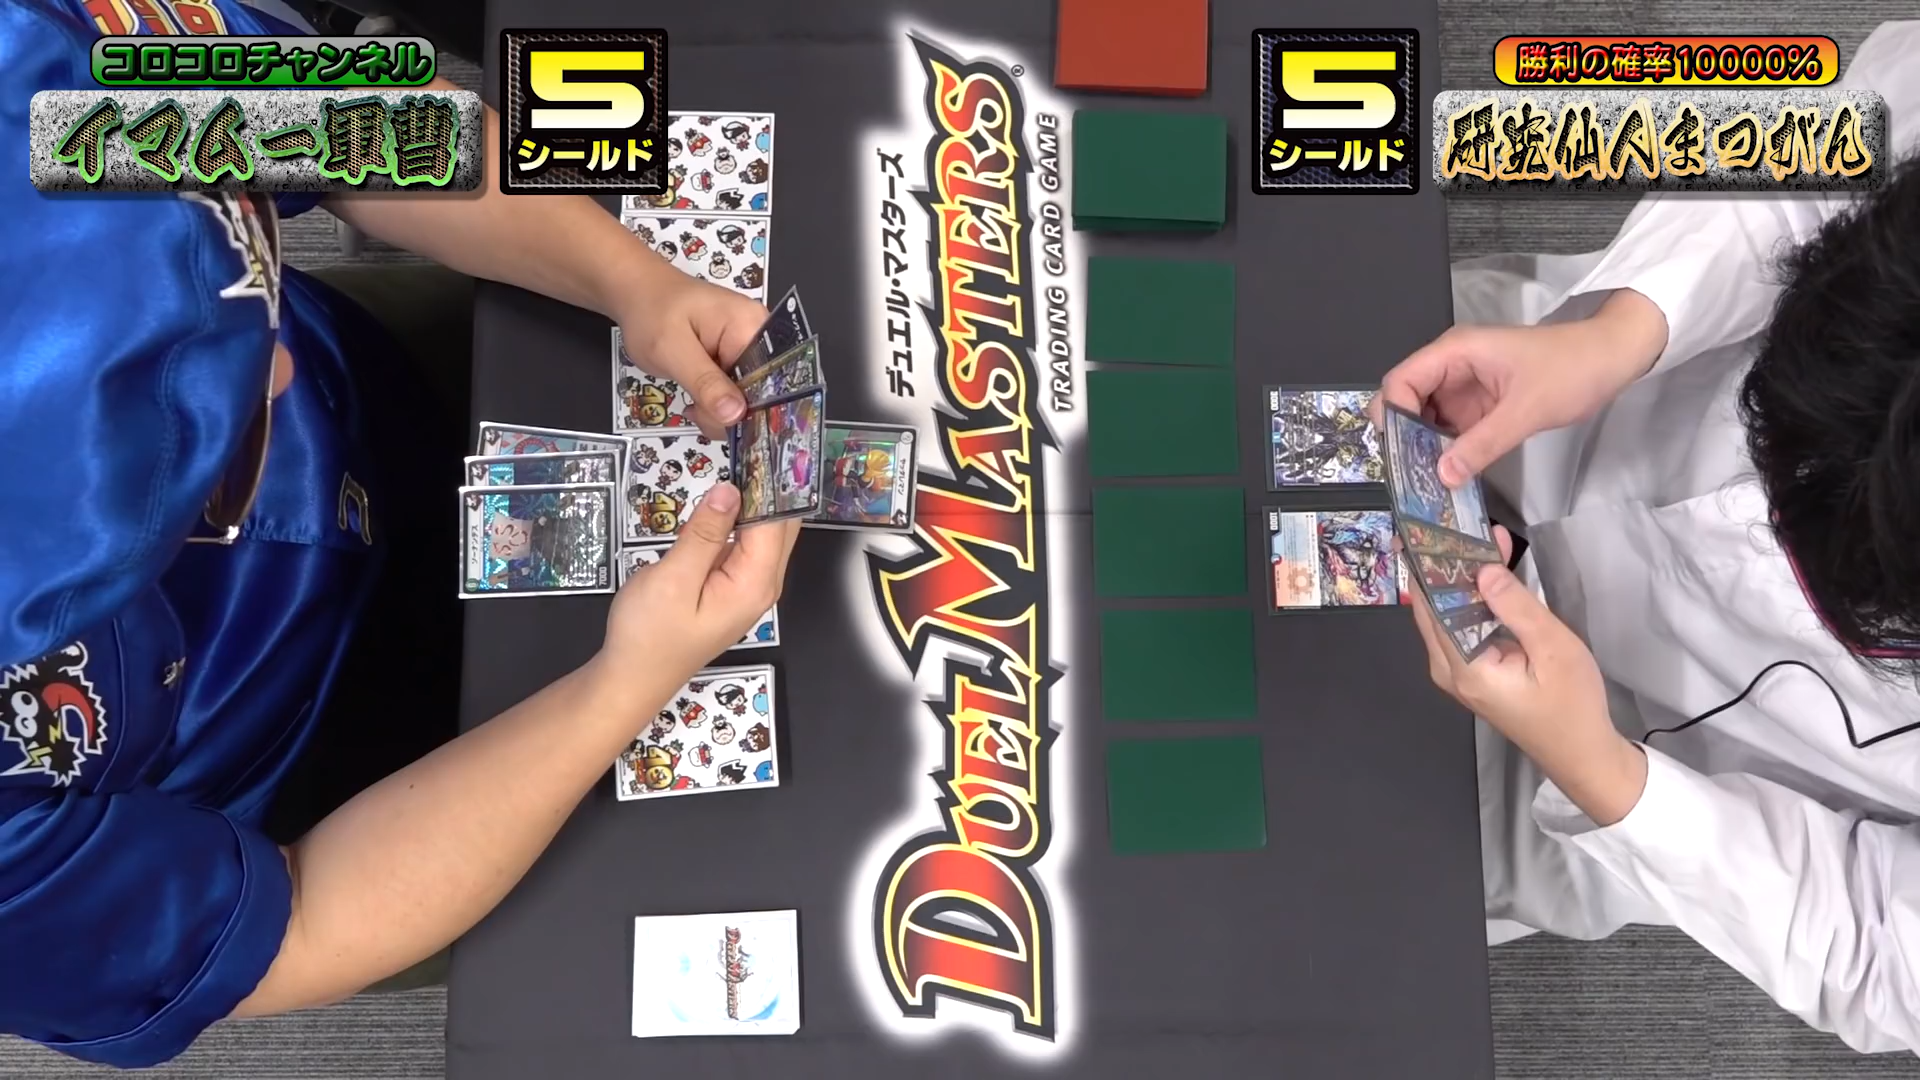 コロコロチャンネル
イマムー軍曹
5
シールド
5
シールド
勝利の確率10000%
研究仙人まつがん
デュエル・マスターズ
DUEL MASTERS
®
TRADING CARD GAME
7000
3000